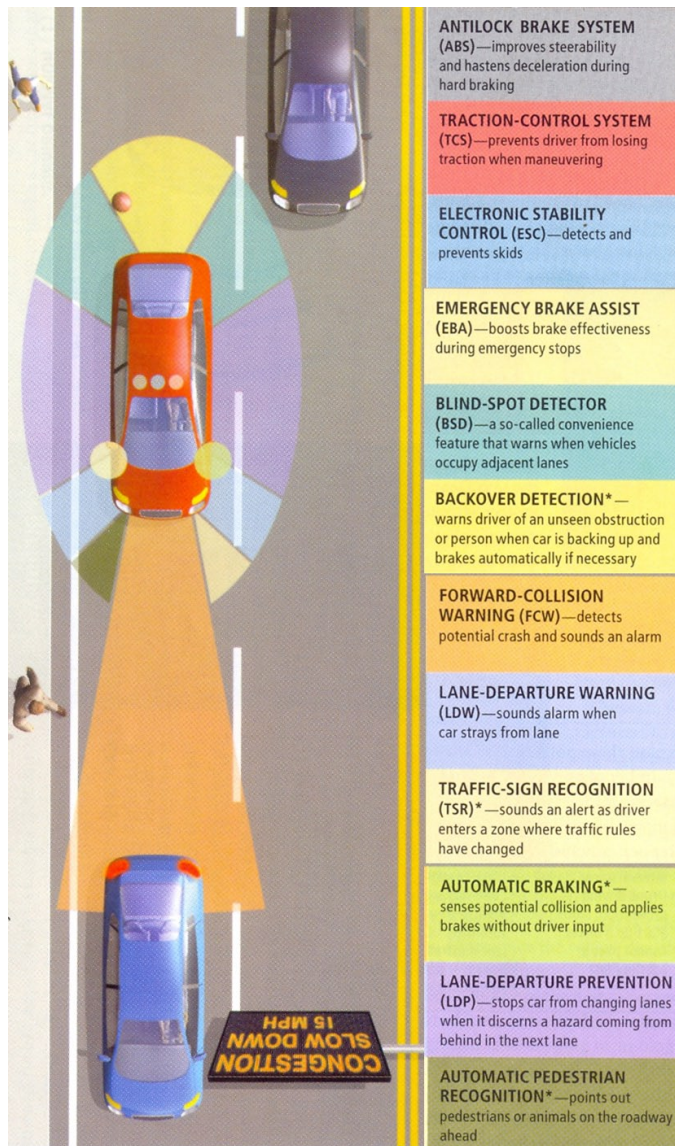 ANTILOCK BRAKE SYSTEM
(ABS)—improves steerability
and hastens deceleration during
hard braking
TRACTION-CONTROL SYSTEM
(TCS)—prevents driver from losing
traction when maneuvering
ELECTRONIC STABILITY
CONTROL (ESC)—detects and
prevents skids
EMERGENCY BRAKE ASSIST
(EBA)—boosts brake effectiveness
during emergency stops
BLIND-SPOT DETECTOR
(BSD)—a so-called convenience
feature that warns when vehicles
occupy adjacent lanes
BACKOVER DETECTION*—
warns driver of an unseen obstruction
or person when car is backing up and
brakes automatically if necessary
FORWARD-COLLISION
WARNING (FCW)—detects
potential crash and sounds an alarm
LANE-DEPARTURE WARNING
(LDW)—sounds alarm when
car strays from lane
TRAFFIC-SIGN RECOGNITION
(TSR)*—sounds an alert as driver
enters a zone where traffic rules
have changed
AUTOMATIC BRAKING*—
senses potential collision and applies
brakes without driver input
LANE-DEPARTURE PREVENTION
(LDP)—stops car from changing lanes
when it discerns a hazard coming from
behind in the next lane
AUTOMATIC PEDESTRIAN
RECOGNITION*—points out
pedestrians or animals on the roadway
ahead
CONGESTION
SLOW DOWN
15 MPH